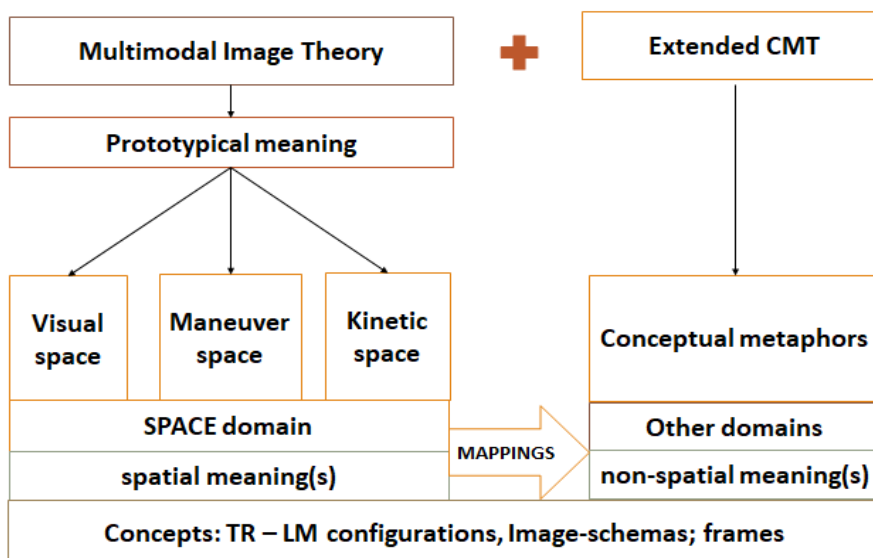 Multimodal Image Theory
Extended CMT
Prototypical meaning
Visual
space
Maneuver
space
Kinetic
space
Conceptual metaphors
SPACE domain
MAPPINGS
Other domains
spatial meaning(s)
non-spatial meaning(s)
Concepts: TR – LM configurations, Image-schemas; frames